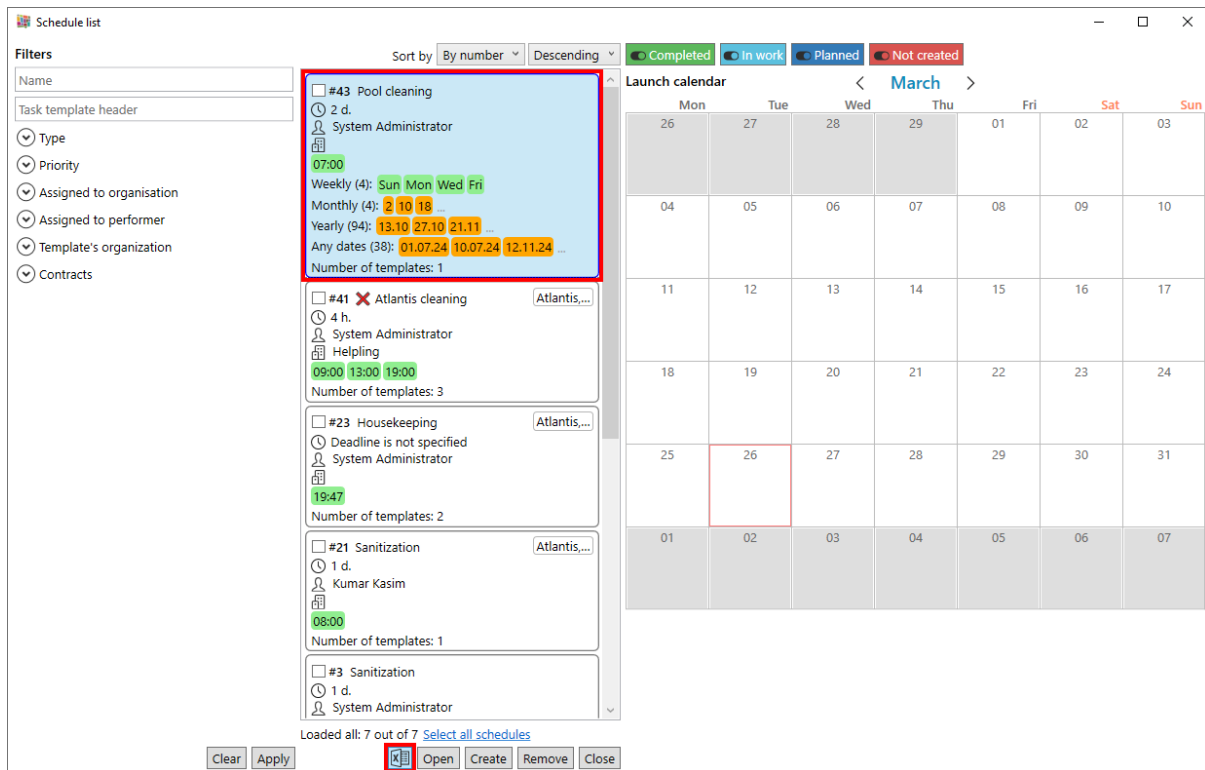 Schedule list
Filters
Name
Task template header
Type
Priority
Assigned to organisation
Assigned to performer
Template's organization
Contracts
Clear Apply
Sort by By number Descending
#43 Pool cleaning
2 d.
System Administrator
07:00
Weekly (4): Sun Mon Wed Fri
Monthly (4): 2 10 18 ...
Yearly (94): 13.10 27.10 21.11 ...
Any dates (38): 01.07.24 10.07.24 12.11.24 ...
Number of templates: 1
#41 Atlantis cleaning Atlantis,...
4 h.
System Administrator
Helpling
09:00 13:00 19:00
Number of templates: 3
#23 Housekeeping Atlantis,...
Deadline is not specified
System Administrator
19:47
Number of templates: 2
#21 Sanitization Atlantis,...
1 d.
Kumar Kasim
08:00
Number of templates: 1
#3 Sanitization
1 d.
System Administrator
Loaded all: 7 out of 7 Select all schedules
Open Create Remove Close
Completed In work Planned Not created
Launch calendar March
Mon Tue Wed Thu Fri Sat Sun
26 27 28 29 01 02 03
04 05 06 07 08 09 10
11 12 13 14 15 16 17
18 19 20 21 22 23 24
25 26 27 28 29 30 31
01 02 03 04 05 06 07